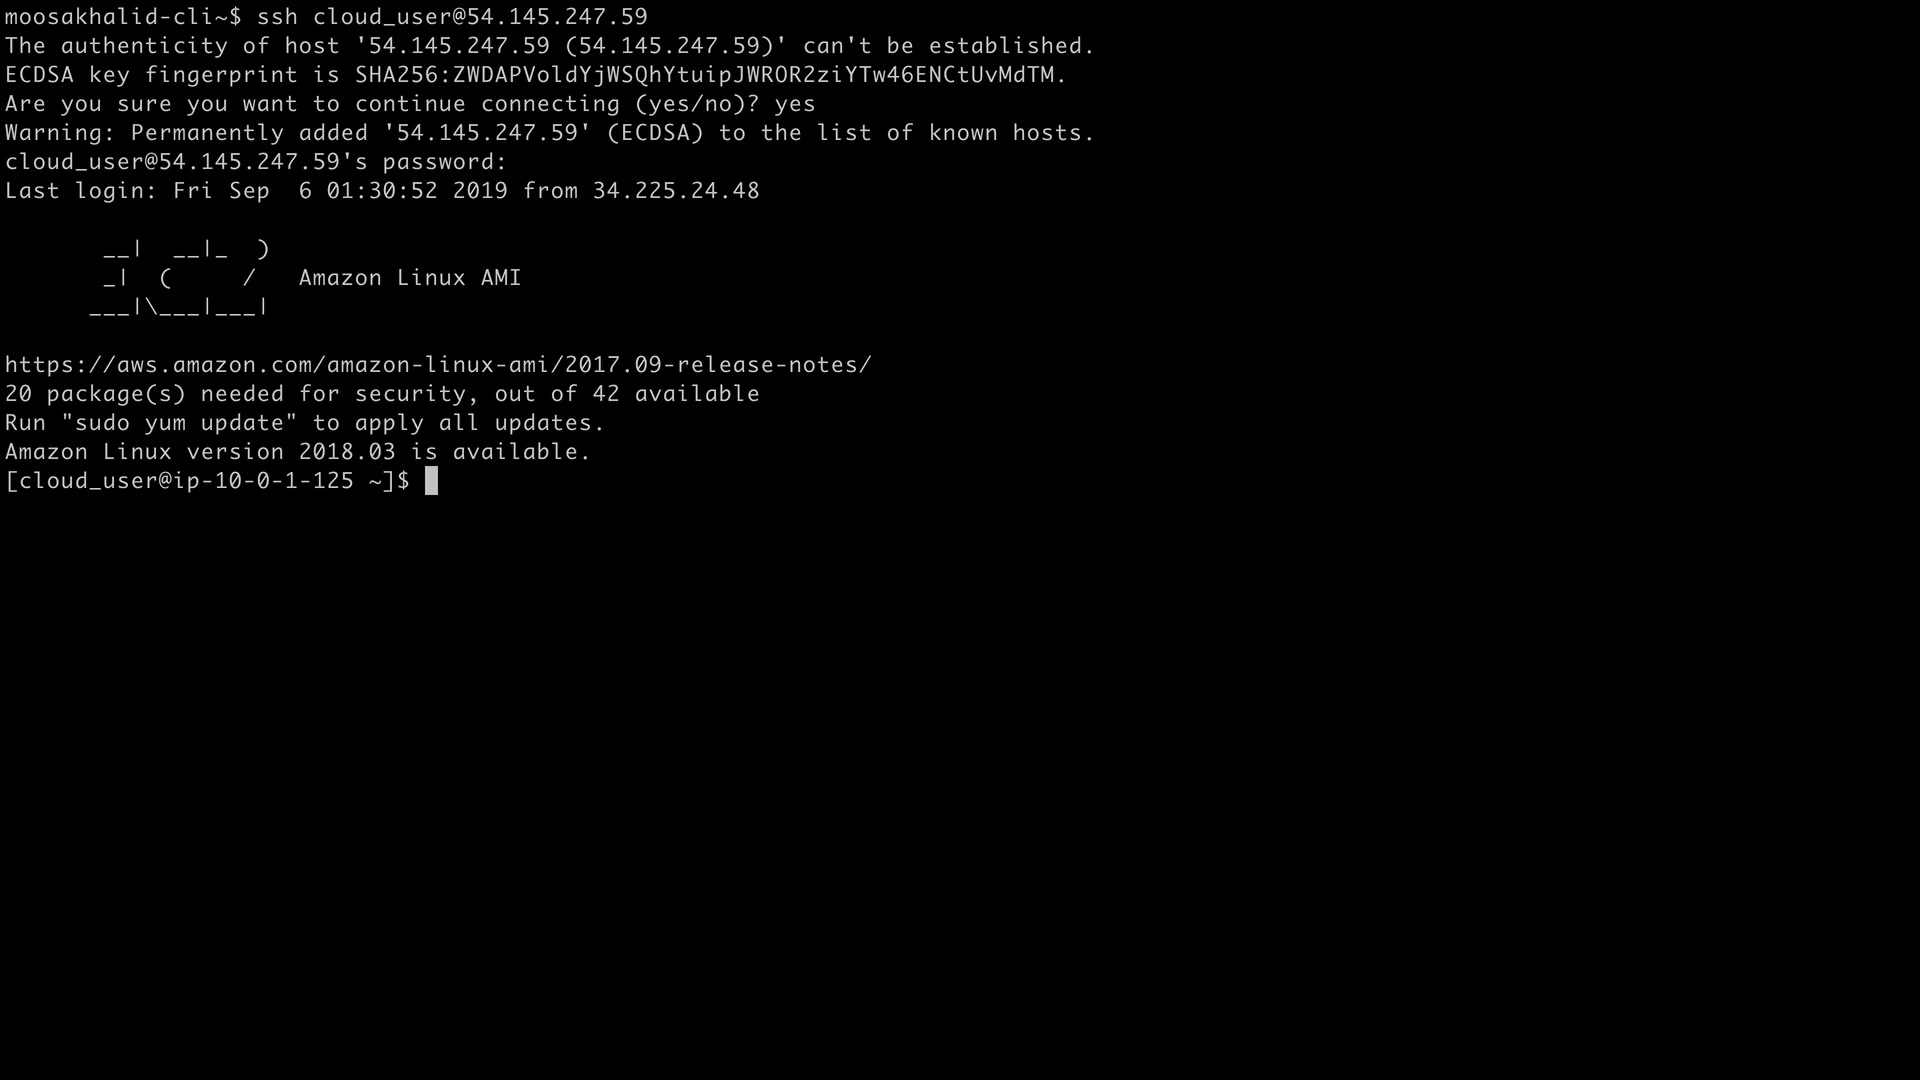 moosakhalid-cli~$ ssh cloud_user@54.145.247.59
The authenticity of host '54.145.247.59 (54.145.247.59)' can't be established.
ECDSA key fingerprint is SHA256:ZWDAPVoldYjWSQhYtuipJWROR2ziYTw46ENCtUvMdTM.
Are you sure you want to continue connecting (yes/no)? yes
Warning: Permanently added '54.145.247.59' (ECDSA) to the list of known hosts.
cloud_user@54.145.247.59's password:
Last login: Fri Sep  6 01:30:52 2019 from 34.225.24.48

       __|  __|_  )
       _|  (     /   Amazon Linux AMI
      ___|\___|___|

https://aws.amazon.com/amazon-linux-ami/2017.09-release-notes/
20 package(s) needed for security, out of 42 available
Run "sudo yum update" to apply all updates.
Amazon Linux version 2018.03 is available.
[cloud_user@ip-10-0-1-125 ~]$